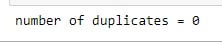 number of duplicates = 0